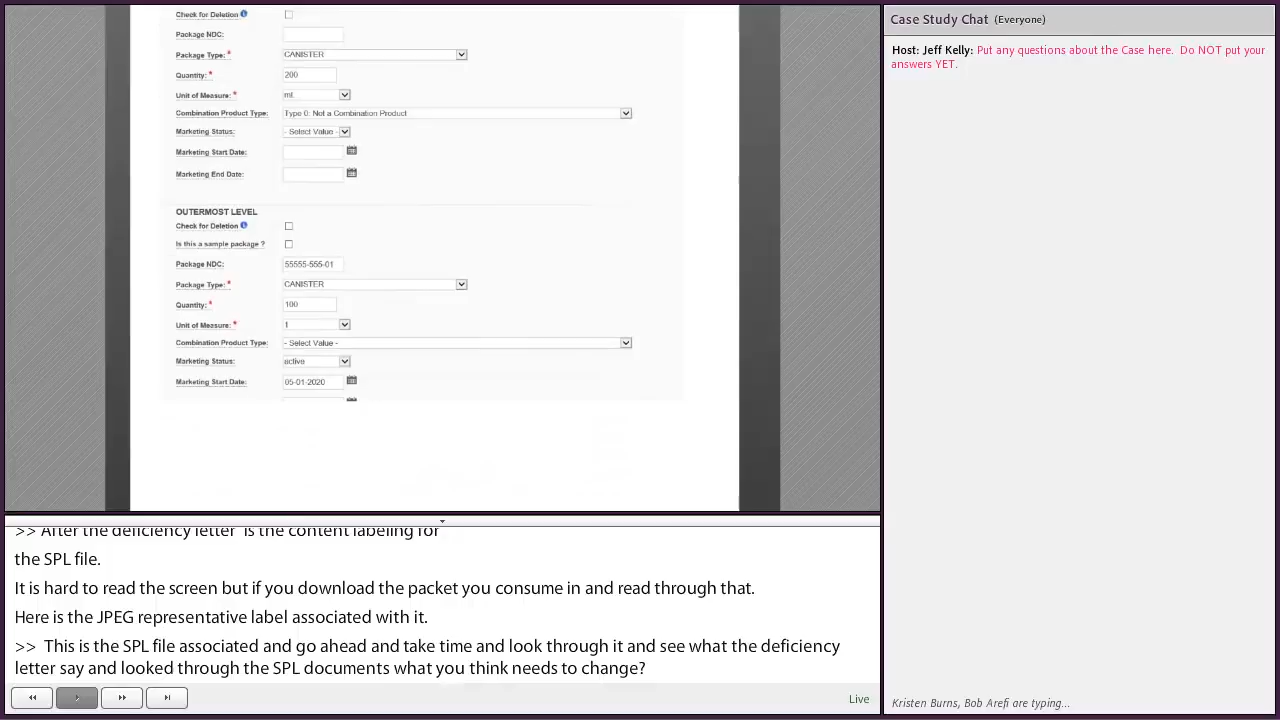 Check for Deletion
Package NDC:
Package Type:* CANISTER
Quantity:* 200
Unit of Measure:* mL
Combination Product Type: Type 0: Not a Combination Product
Marketing Status: - Select Value -
Marketing Start Date:
Marketing End Date:
OUTERMOST LEVEL
Check for Deletion
Is this a sample package ?
Package NDC: 55555-555-01
Package Type:* CANISTER
Quantity:* 100
Unit of Measure:* 1
Combination Product Type: - Select Value -
Marketing Status: active
Marketing Start Date: 05-01-2020
>> After the deficiency letter is the content labeling for
the SPL file.
It is hard to read the screen but if you download the packet you consume in and read through that.
Here is the JPEG representative label associated with it.
>> This is the SPL file associated and go ahead and take time and look through it and see what the deficiency
letter say and looked through the SPL documents what you think needs to change?
Live
Case Study Chat (Everyone)
Host: Jeff Kelly: Put any questions about the Case here. Do NOT put your
answers YET.
Kristen Burns, Bob Arefi are typing...